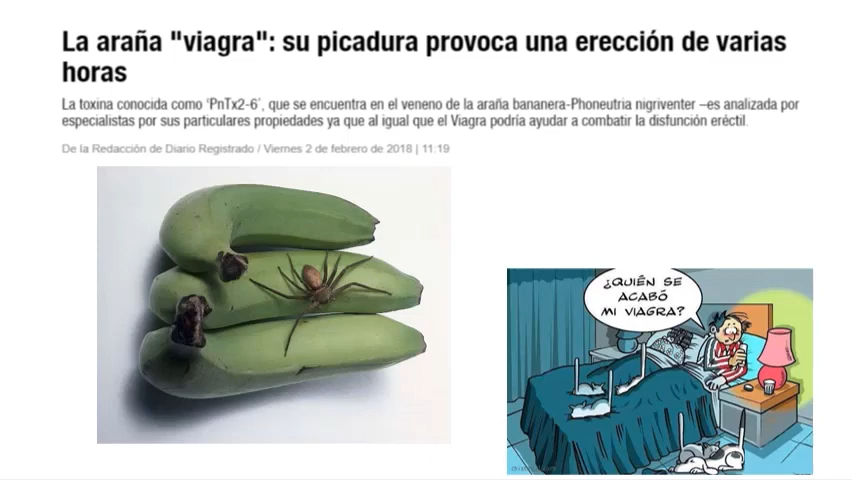 La araña "viagra": su picadura provoca una erección de varias
horas
La toxina conocida como ‘PnTx2-6’, que se encuentra en el veneno de la araña bananera-Phoneutria nigriventer –es analizada por
especialistas por sus particulares propiedades ya que al igual que el Viagra podría ayudar a combatir la disfunción eréctil.
De la Redacción de Diario Registrado / Viernes 2 de febrero de 2018 | 11:19
¿QUIÉN SE
ACABÓ
MI VIAGRA?